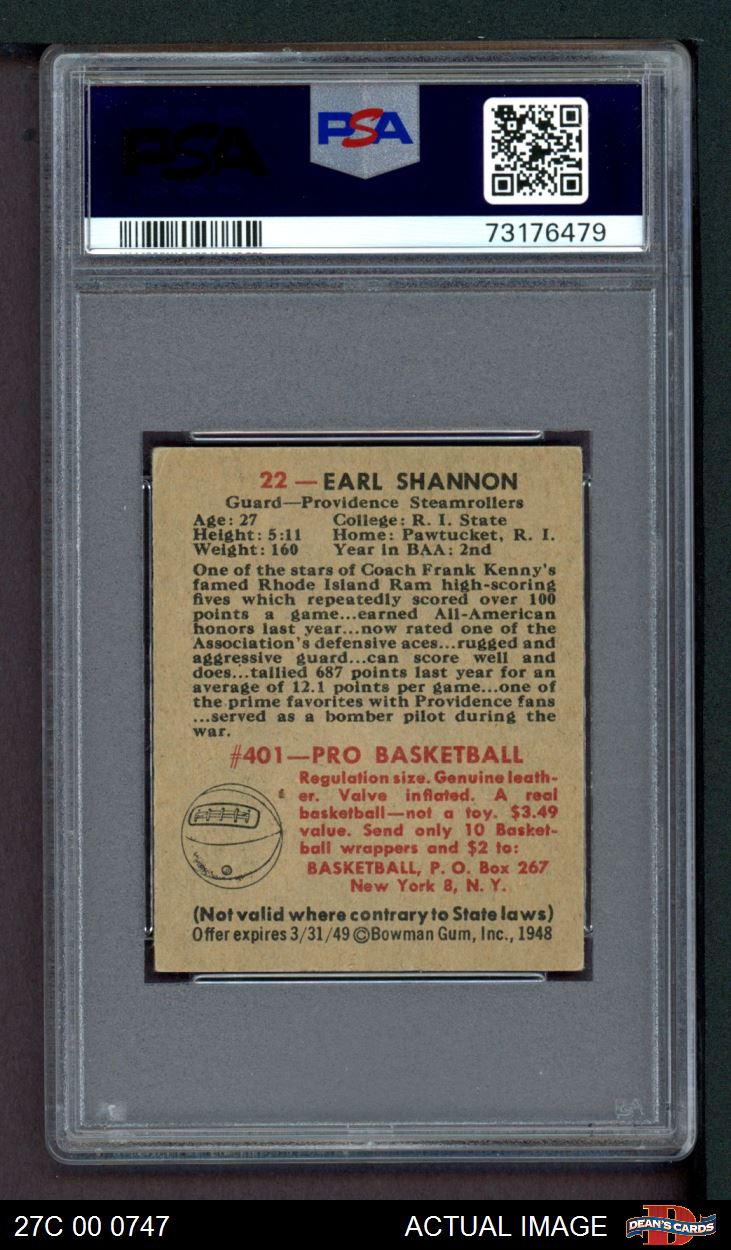 PSA
PSA
73176479
22 — EARL SHANNON
Guard—Providence Steamrollers
Age: 27 College: R. I. State
Height: 5:11 Home: Pawtucket, R. I.
Weight: 160 Year in BAA: 2nd
One of the stars of Coach Frank Kenny's
famed Rhode Island Ram high-scoring
fives which repeatedly scored over 100
points a game...earned All-American
honors last year...now rated one of the
Association's defensive aces...rugged and
aggressive guard...can score well and
does...tallied 687 points last year for an
average of 12.1 points per game...one of
the prime favorites with Providence fans
...served as a bomber pilot during the
war.
#401—PRO BASKETBALL
Regulation size. Genuine leath-
er. Valve inflated. A real
basketball—not a toy. $3.49
value. Send only 10 Basket-
ball wrappers and $2 to:
BASKETBALL, P. O. Box 267
New York 8, N. Y.
(Not valid where contrary to State laws)
Offer expires 3/31/49 ©Bowman Gum, Inc., 1948
27C 00 0747
ACTUAL IMAGE
DEAN'S CARDS